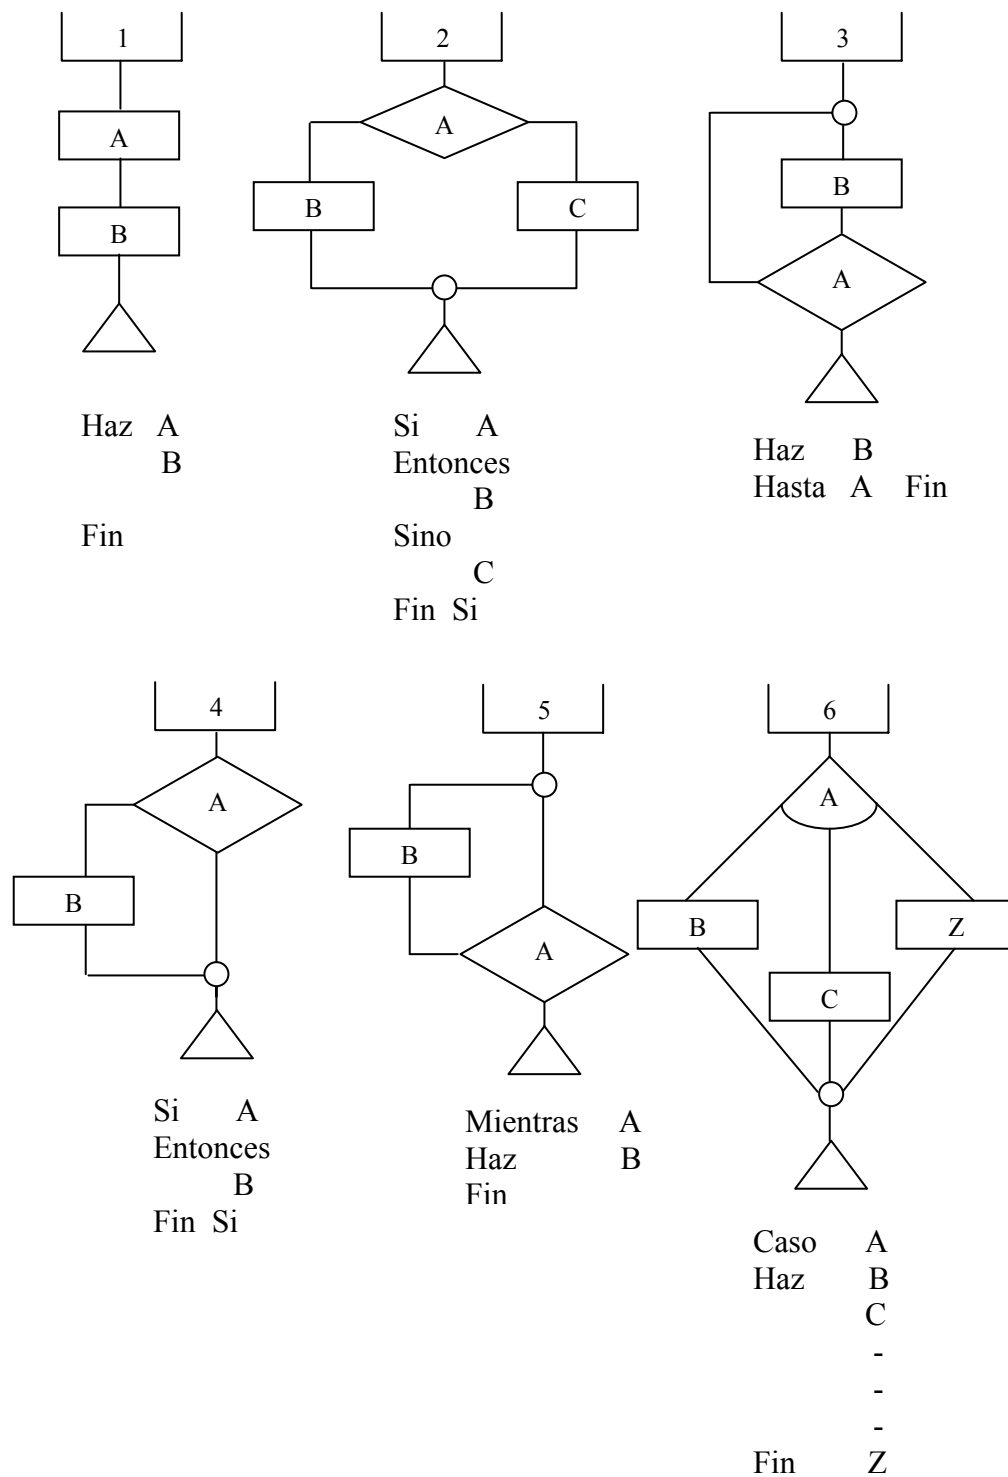 1
A
B
Haz A
B
Fin
2
A
B C
Si A
Entonces
B
Sino
C
Fin Si
3
B
A
Haz B
Hasta A Fin
4
A
B
Si A
Entonces
B
Fin Si
5
B
A
Mientras A
Haz B
Fin
6
A
B Z
C
Caso A
Haz B
C
-
-
-
Fin Z